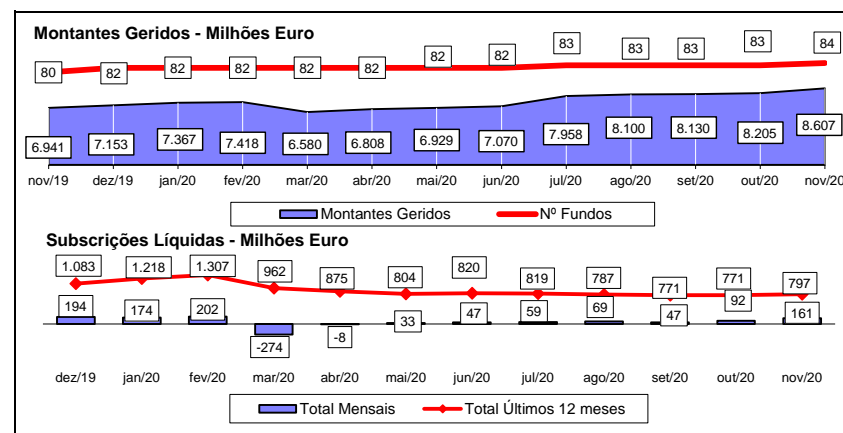 Montantes Geridos - Milhões Euro
80 82 82 82 82 82 82 82 83 83 83 83 84
6.941 7.153 7.367 7.418 6.580 6.808 6.929 7.070 7.958 8.100 8.130 8.205 8.607
nov/19 dez/19 jan/20 fev/20 mar/20 abr/20 mai/20 jun/20 jul/20 ago/20 set/20 out/20 nov/20
Montantes Geridos Nº Fundos
Subscrições Líquidas - Milhões Euro
1.083 1.218 1.307 962 875 804 820 819 787 771 771 797
194 174 202 -274 -8 33 47 59 69 47 92 161
dez/19 jan/20 fev/20 mar/20 abr/20 mai/20 jun/20 jul/20 ago/20 set/20 out/20 nov/20
Total Mensais Total Últimos 12 meses